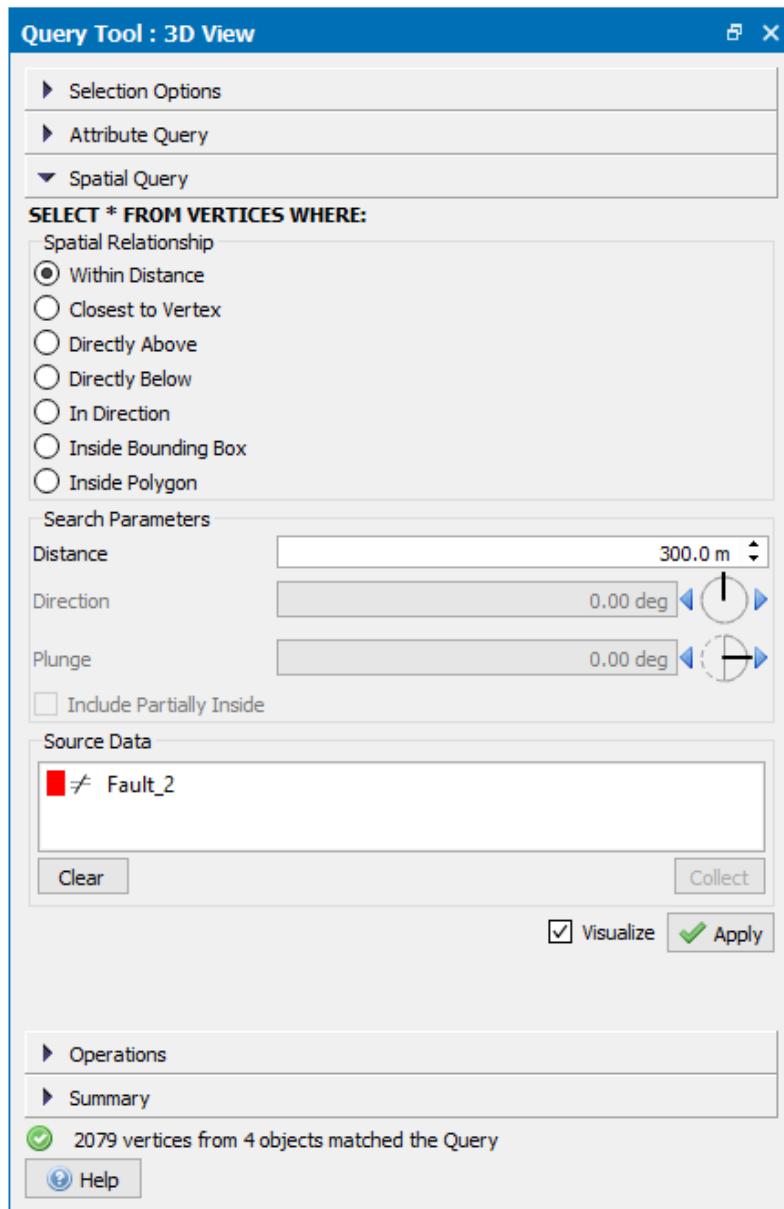 Query Tool : 3D View
Selection Options
Attribute Query
Spatial Query
SELECT * FROM VERTICES WHERE:
Spatial Relationship
Within Distance
Closest to Vertex
Directly Above
Directly Below
In Direction
Inside Bounding Box
Inside Polygon
Search Parameters
Distance 300.0 m
Direction 0.00 deg
Plunge 0.00 deg
Include Partially Inside
Source Data
Fault_2
Clear Collect
Visualize Apply
Operations
Summary
2079 vertices from 4 objects matched the Query
Help